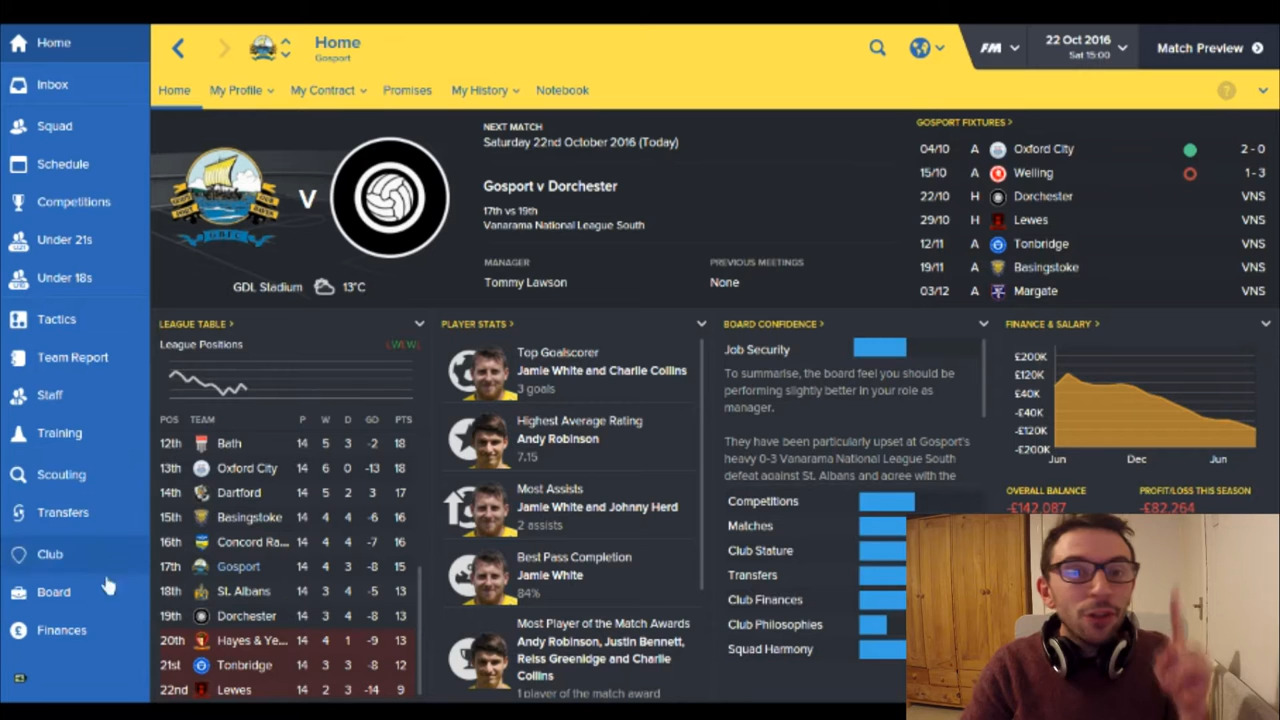 Home
Inbox
Squad
Schedule
Competitions
Under 21s
Under 18s
Tactics
Team Report
Staff
Training
Scouting
Transfers
Club
Board
Finances
Home
Gosport
FM
22 Oct 2016
Sat 15:00
Match Preview
Home My Profile My Contract Promises My History Notebook
NEXT MATCH
Saturday 22nd October 2016 (Today)
V
Gosport v Dorchester
17th vs 19th
Vanarama National League South
MANAGER
Tommy Lawson
PREVIOUS MEETINGS
None
GDL Stadium 13°C
GOSPORT FIXTURES >
04/10 A Oxford City 2 - 0
15/10 A Welling 1 - 3
22/10 H Dorchester VNS
29/10 H Lewes VNS
12/11 A Tonbridge VNS
19/11 A Basingstoke VNS
03/12 A Margate VNS
LEAGUE TABLE >
League Positions
POS TEAM P W D GD PTS
12th Bath 14 5 3 -2 18
13th Oxford City 14 6 0 -13 18
14th Dartford 14 5 2 3 17
15th Basingstoke 14 4 4 -6 16
16th Concord Ra... 14 4 4 -7 16
17th Gosport 14 4 3 -8 15
18th St. Albans 14 3 4 -5 13
19th Dorchester 14 3 4 -8 13
20th Hayes & Ye... 14 4 1 -9 13
21st Tonbridge 14 3 3 -8 12
22nd Lewes 14 2 3 -14 9
PLAYER STATS >
Top Goalscorer
Jamie White and Charlie Collins
3 goals
Highest Average Rating
Andy Robinson
7.15
Most Assists
Jamie White and Johnny Herd
2 assists
Best Pass Completion
Jamie White
84%
Most Player of the Match Awards
Andy Robinson, Justin Bennett,
Reiss Greenidge and Charlie
Collins
1 player of the match award
BOARD CONFIDENCE >
Job Security
To summarise, the board feel you should be
performing slightly better in your role as
manager.
They have been particularly upset at Gosport's
heavy 0-3 Vanarama National League South
defeat against St. Albans and agree with the
Competitions
Matches
Club Stature
Transfers
Club Finances
Club Philosophies
Squad Harmony
FINANCE & SALARY >
£200K
£120K
£40K
-£40K
-£120K
-£200K
Jun Dec Jun
OVERALL BALANCE
-£142,087
PROFIT/LOSS THIS SEASON
-£82,264